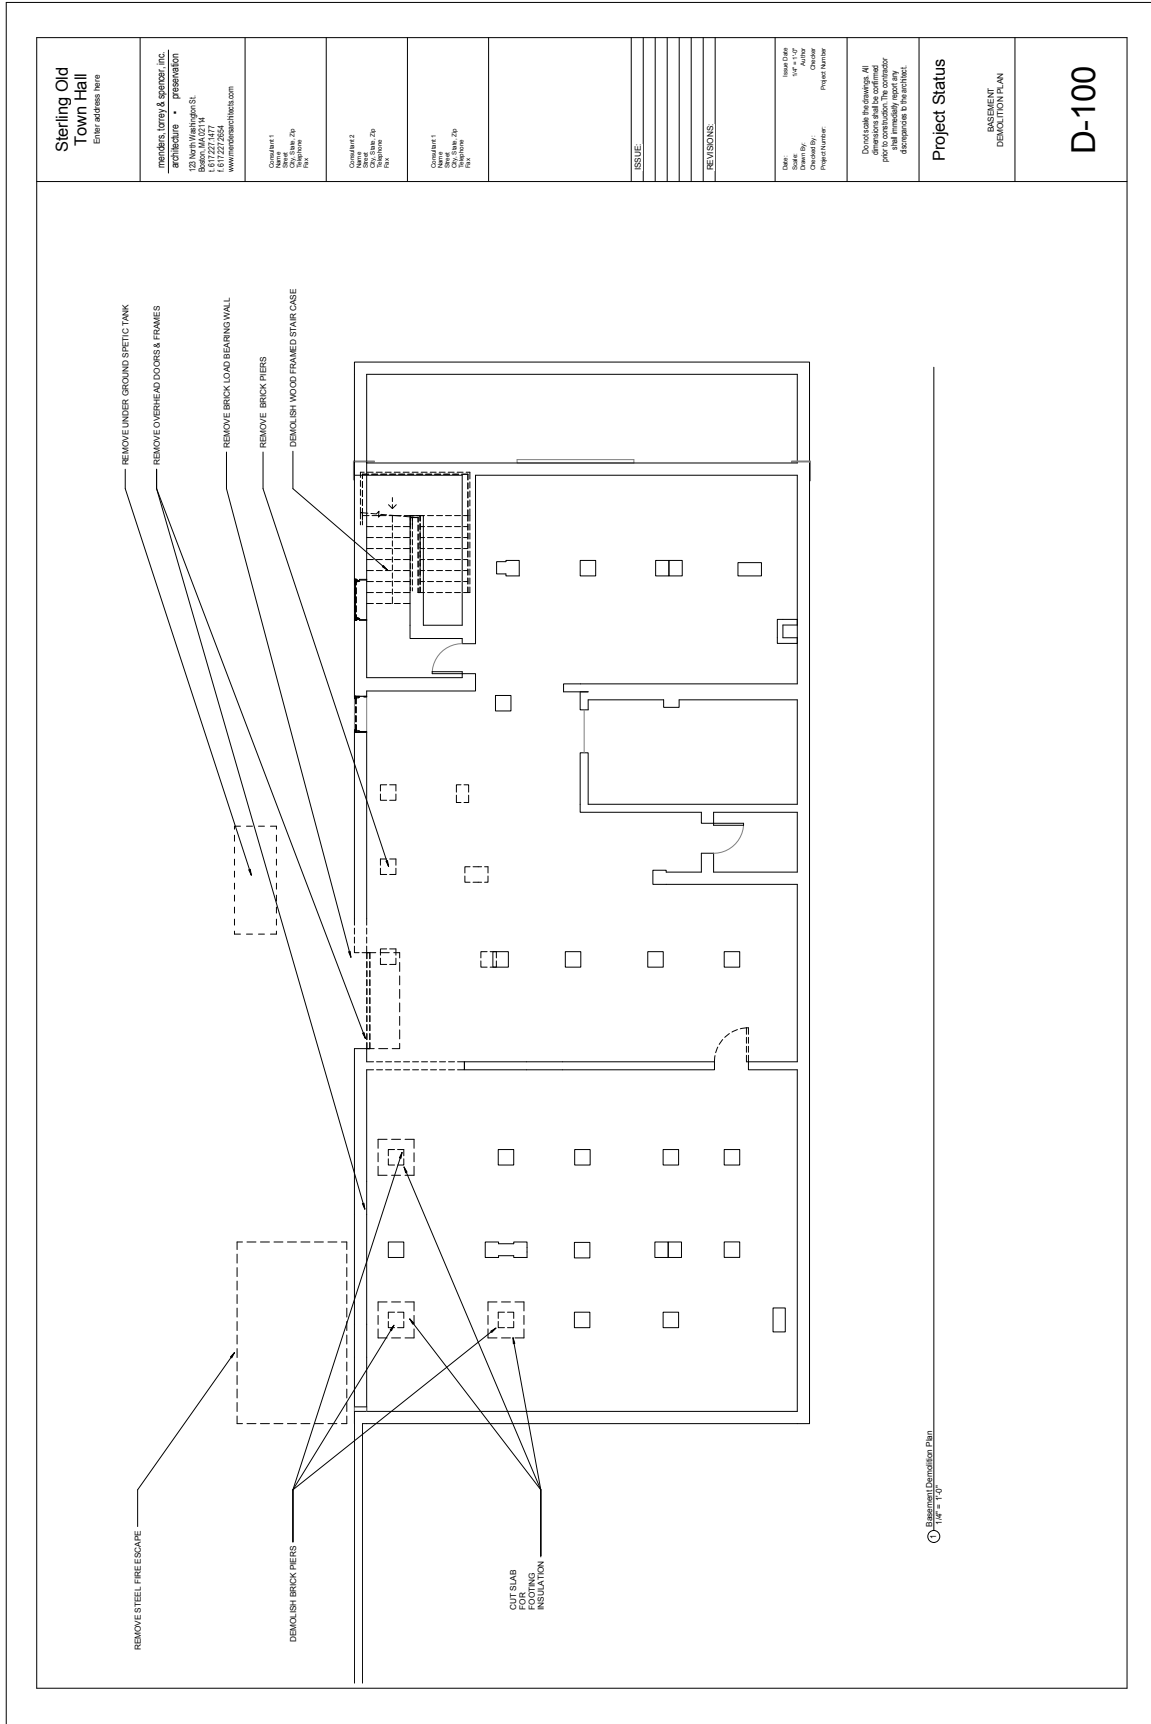 Sterling Old
Town Hall
Enter address here
menders, torrey & spencer, inc.
architecture • preservation
123 North Washington St.
Boston, MA 02114
t. 617.227.1477
f. 617.227.2654
www.mendersarchitects.com
Consultant 1
Name
Street
City, State, Zip
Telephone
Fax
Consultant 2
Name
Street
City, State, Zip
Telephone
Fax
Consultant 1
Name
Street
City, State, Zip
Telephone
Fax
ISSUE:
REVISIONS:
Date: Issue Date
Scale: 1/4" = 1'-0"
Drawn By: Author
Checked By: Checker
Project Number: Project Number
Do not scale the drawings. All
dimensions shall be confirmed
prior to construction. The contractor
shall immediately report any
discrepancies to the architect.
Project Status
BASEMENT
DEMOLITION PLAN
D-100
REMOVE UNDER GROUND SPETIC TANK
REMOVE OVERHEAD DOORS & FRAMES
REMOVE BRICK LOAD BEARING WALL
REMOVE BRICK PIERS
DEMOLISH WOOD FRAMED STAIR CASE
REMOVE STEEL FIRE ESCAPE
DEMOLISH BRICK PIERS
CUT SLAB
FOR
FOOTING
INSULATION
1 Basement Demolition Plan
1/4" = 1'-0"